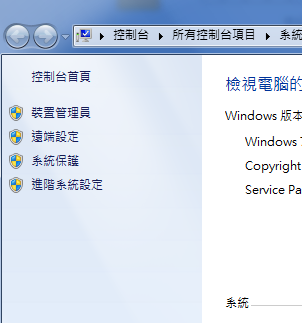 控制台 ▸ 所有控制台項目 ▸ 系統
控制台首頁
裝置管理員
遠端設定
系統保護
進階系統設定
檢視電腦的
Windows 版本
Windows 7
Copyright
Service Pa
系統